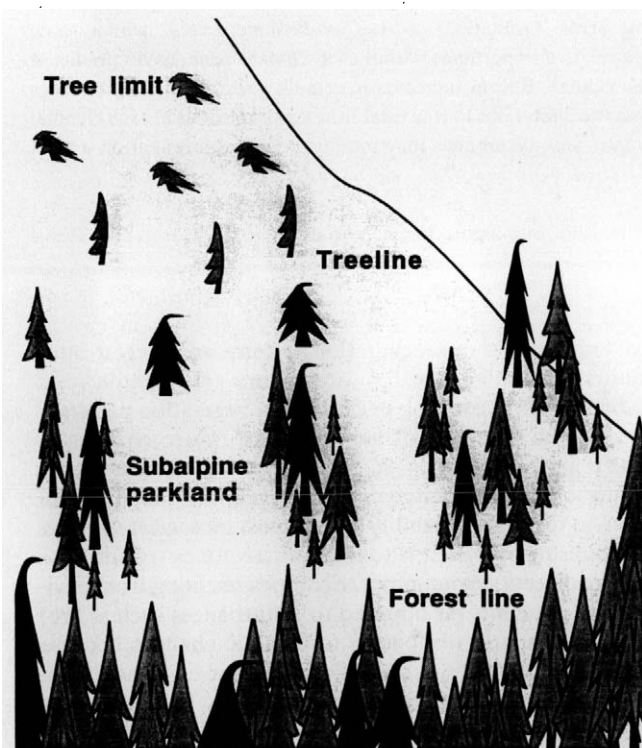 Tree limit
Treeline
Subalpine
parkland
Forest line